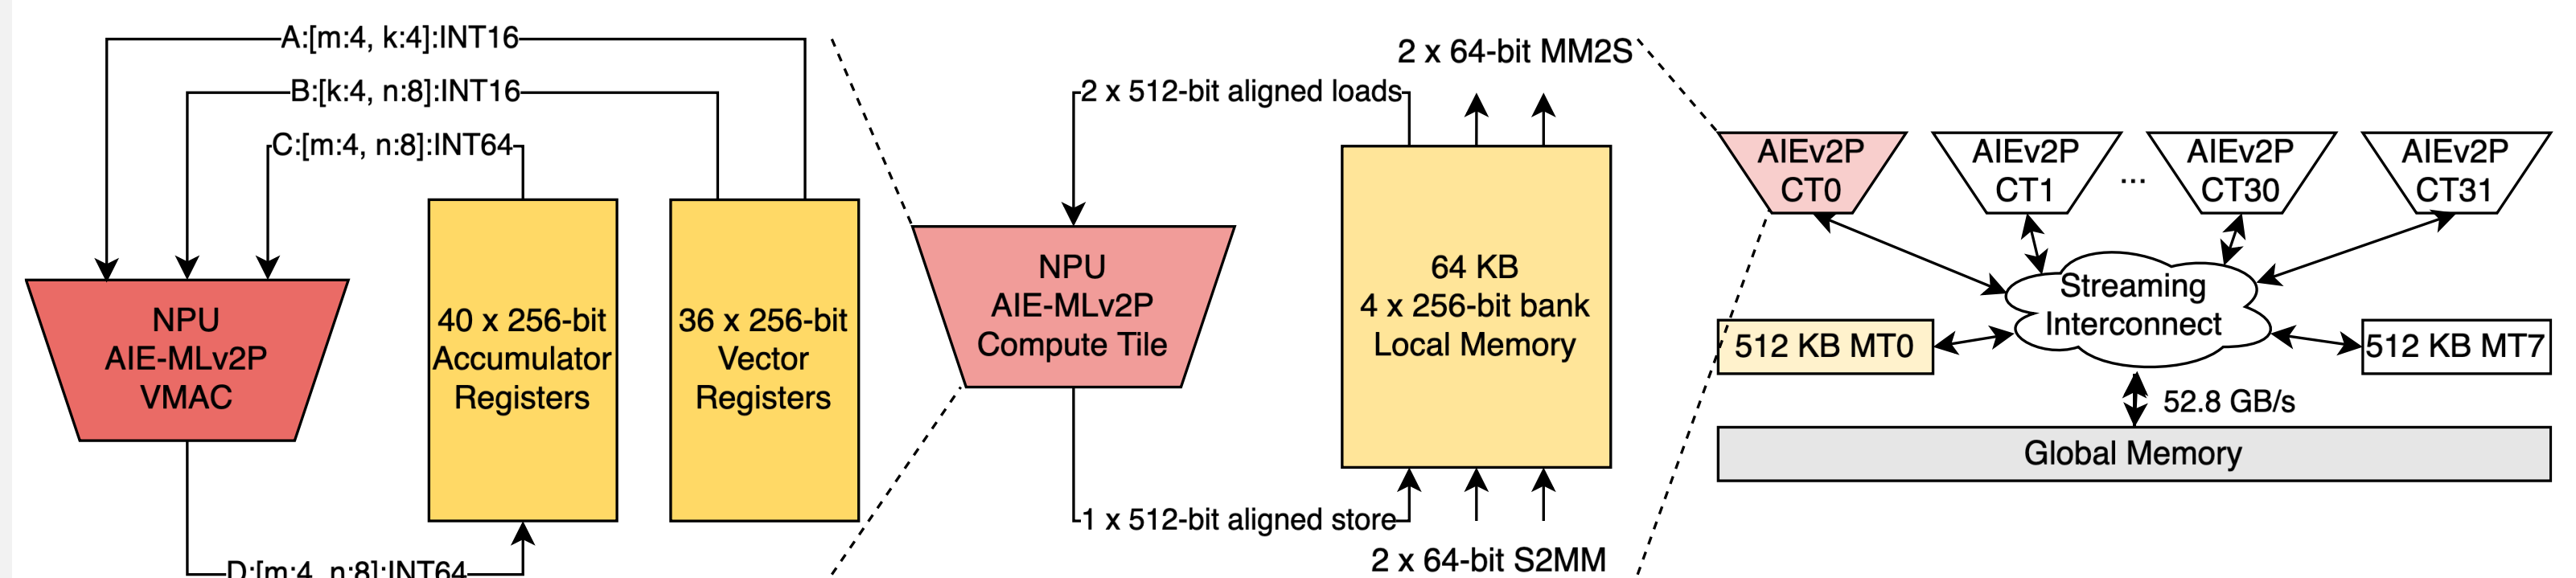 A:[m:4, k:4]:INT16
B:[k:4, n:8]:INT16
C:[m:4, n:8]:INT64
NPU
AIE-MLv2P
VMAC
40 x 256-bit
Accumulator
Registers
36 x 256-bit
Vector
Registers
D:[m:4, n:8]:INT64
2 x 512-bit aligned loads
2 x 64-bit MM2S
NPU
AIE-MLv2P
Compute Tile
64 KB
4 x 256-bit bank
Local Memory
1 x 512-bit aligned store
2 x 64-bit S2MM
AIEv2P
CT0
AIEv2P
CT1
...
AIEv2P
CT30
AIEv2P
CT31
Streaming
Interconnect
512 KB MT0
512 KB MT7
52.8 GB/s
Global Memory